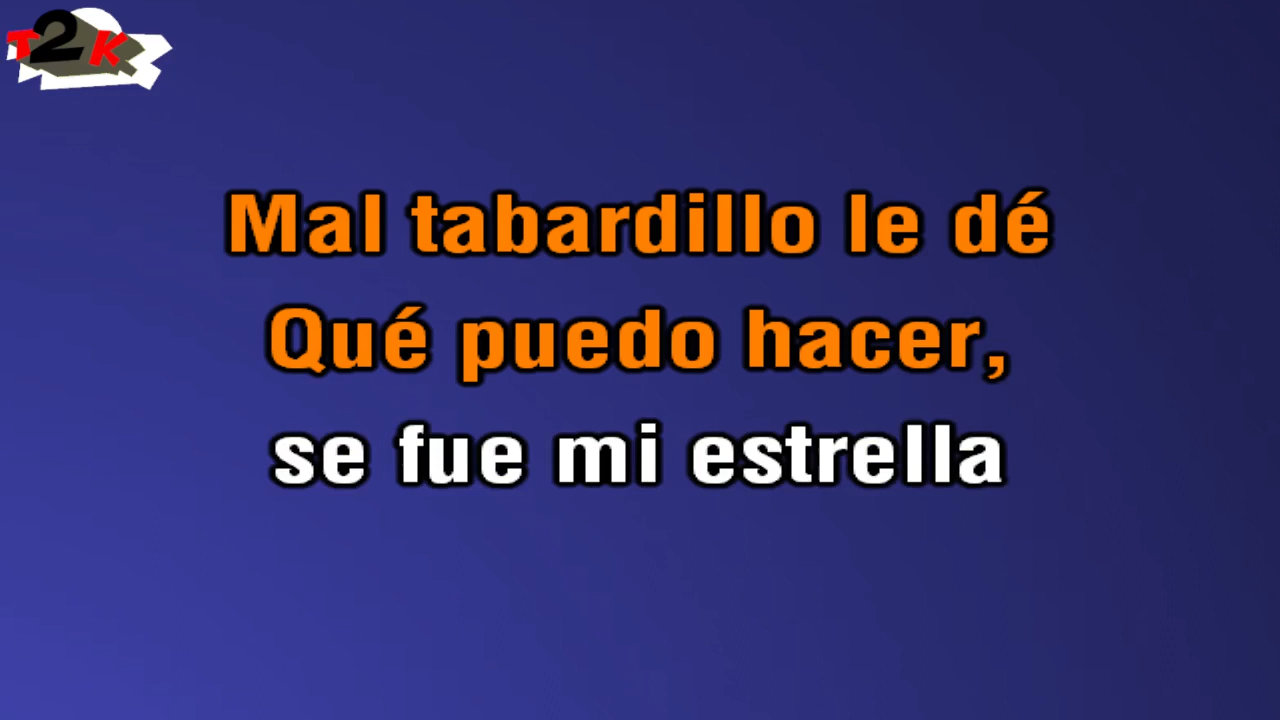 T2K
Mal tabardillo le dé
Qué puedo hacer,
se fue mi estrella